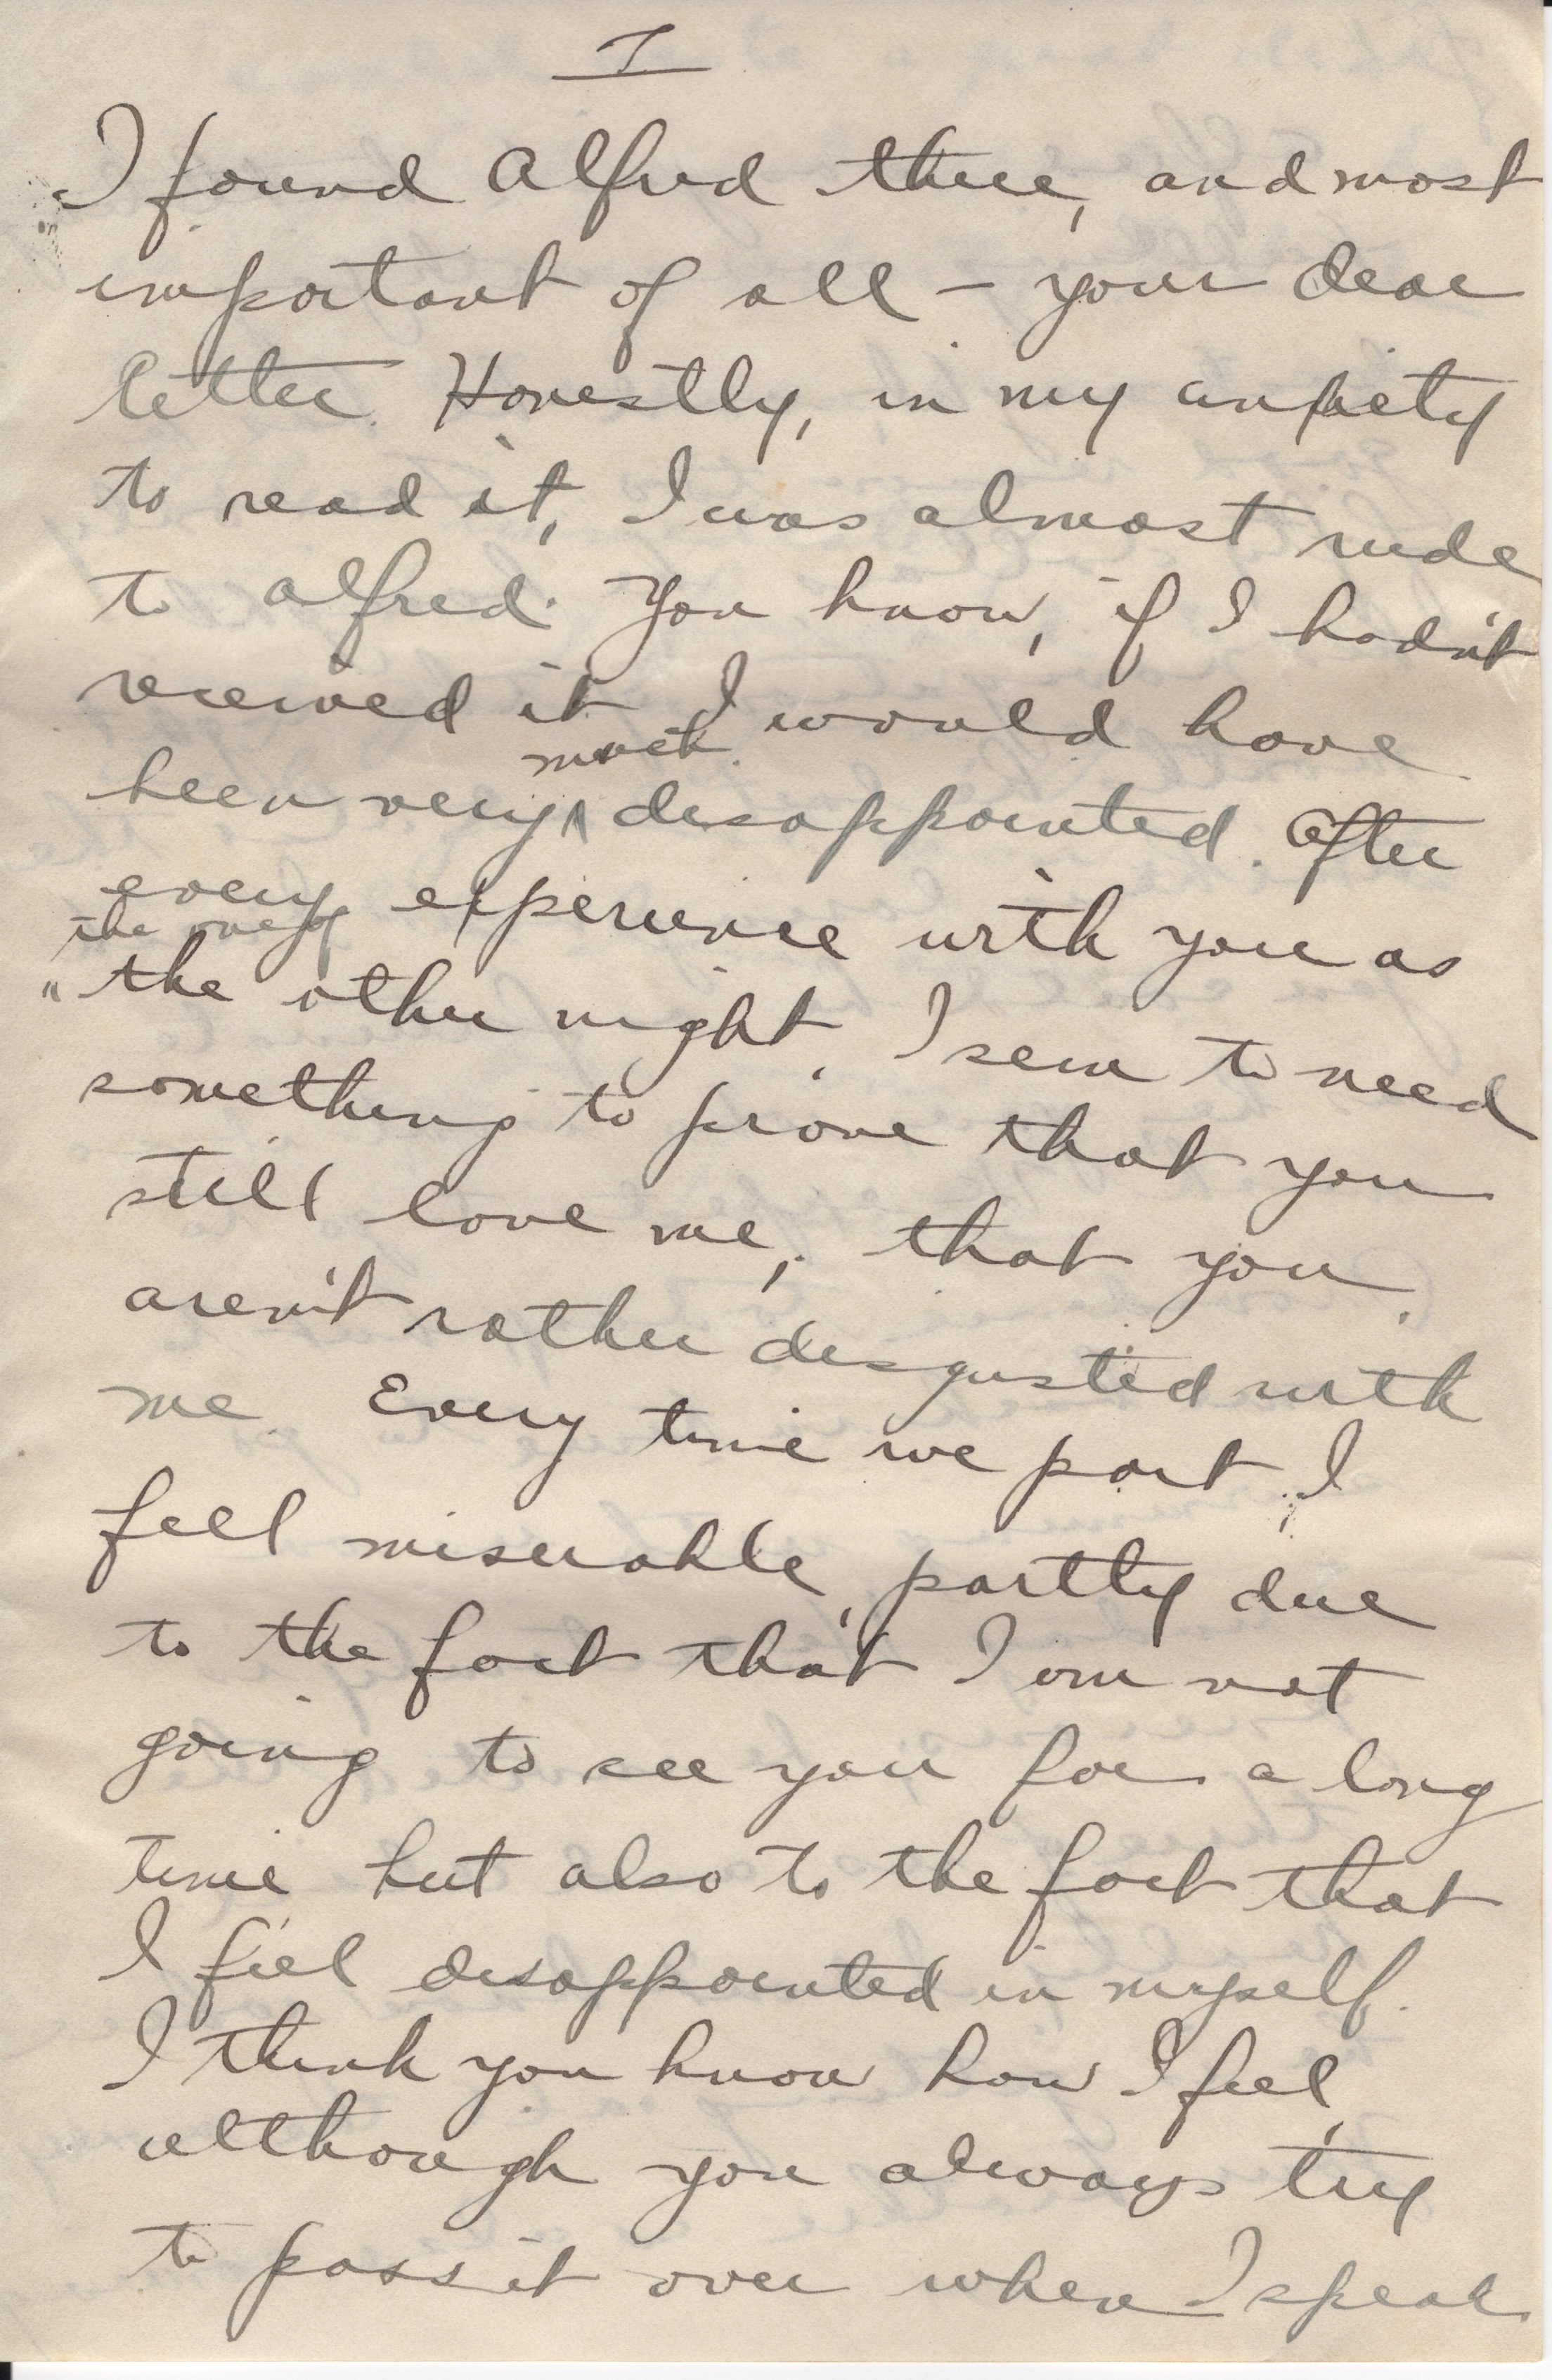 I
I found Alfred there, and most
important of all – your dear
letter. Honestly, in my anxiety
to read it, I was almost rude
to Alfred. You know, if I hadn't
received it I would have
much
been very ^ disappointed. After
every experience with you as
the one of
" the other night, I seem to need
something to prove that you
still love me, that you
aren't rather disgusted with
me. Every time we part, I
feel miserable, partly due
to the fact that I am not
going to see you for a long
time but also to the fact that
I feel disappointed in myself.
I think you know how I feel,
although you always try
to pass it over when I speak